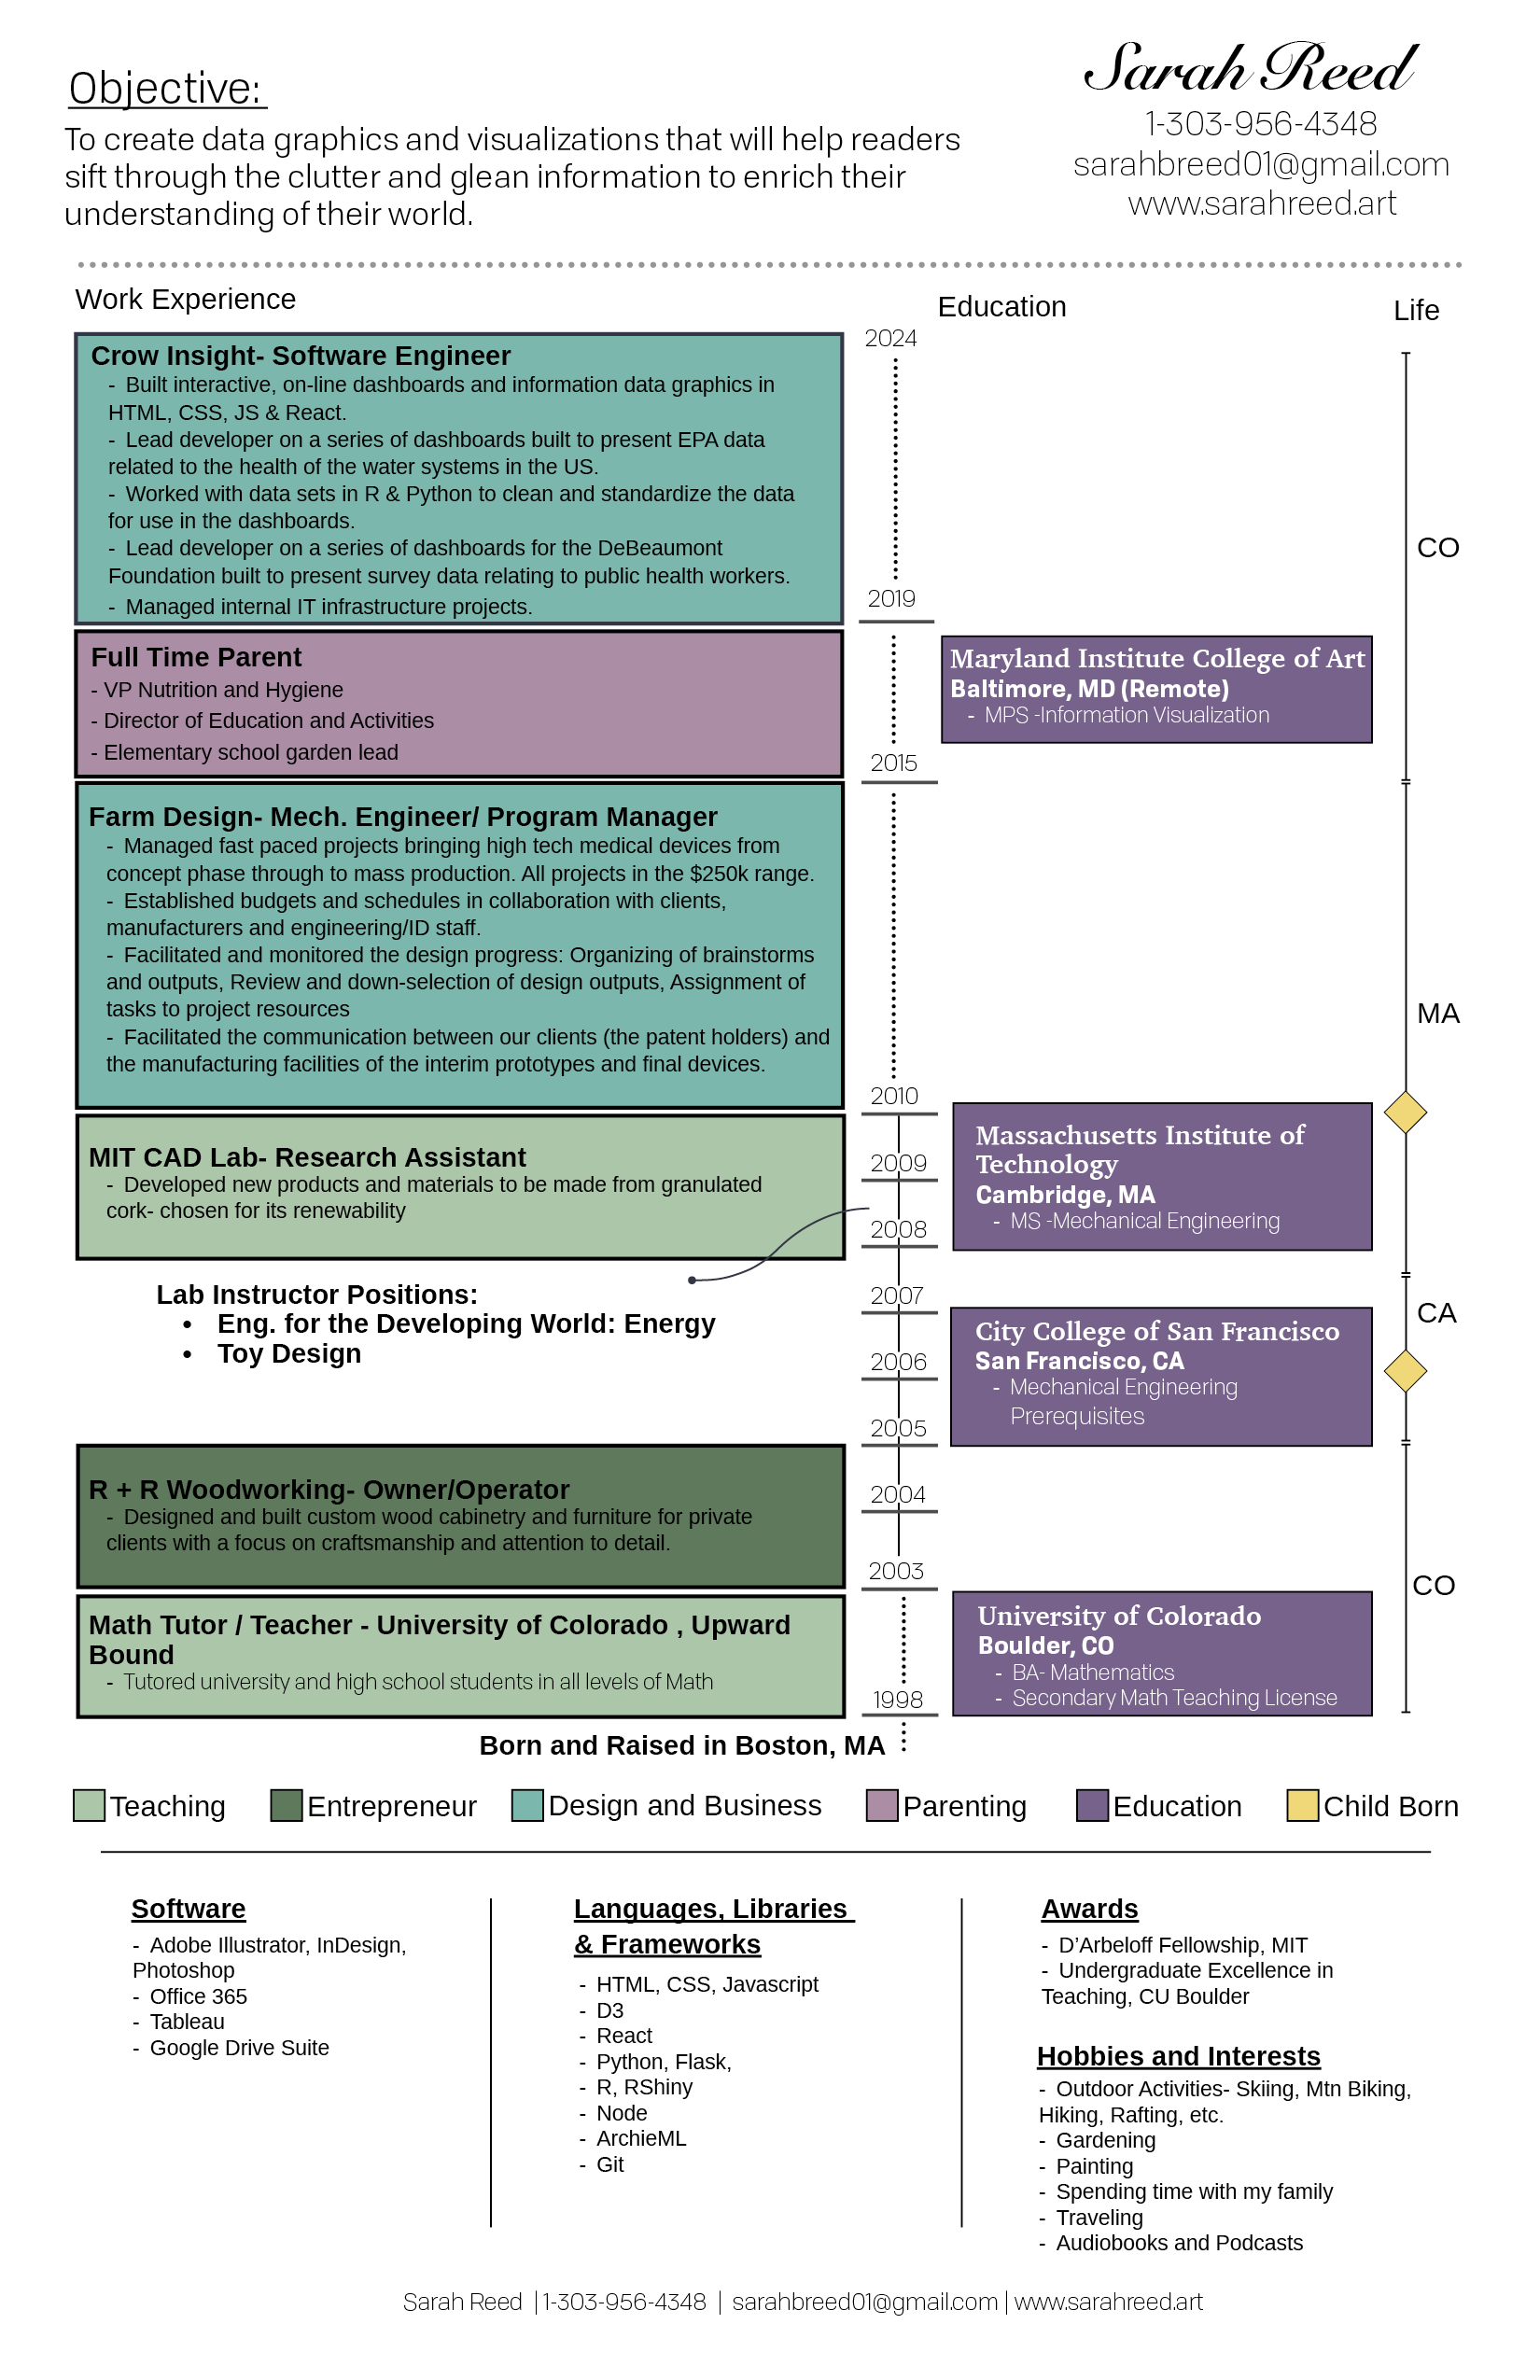 Objective:
To create data graphics and visualizations that will help readers
sift through the clutter and glean information to enrich their
understanding of their world.
Sarah Reed
1-303-956-4348
sarahbreed01@gmail.com
www.sarahreed.art
Work Experience
Education
Life
Crow Insight- Software Engineer
- Built interactive, on-line dashboards and information data graphics in
HTML, CSS, JS & React.
- Lead developer on a series of dashboards built to present EPA data
related to the health of the water systems in the US.
- Worked with data sets in R & Python to clean and standardize the data
for use in the dashboards.
- Lead developer on a series of dashboards for the DeBeaumont
Foundation built to present survey data relating to public health workers.
- Managed internal IT infrastructure projects.
Full Time Parent
- VP Nutrition and Hygiene
- Director of Education and Activities
- Elementary school garden lead
Farm Design- Mech. Engineer/ Program Manager
- Managed fast paced projects bringing high tech medical devices from
concept phase through to mass production. All projects in the $250k range.
- Established budgets and schedules in collaboration with clients,
manufacturers and engineering/ID staff.
- Facilitated and monitored the design progress: Organizing of brainstorms
and outputs, Review and down-selection of design outputs, Assignment of
tasks to project resources
- Facilitated the communication between our clients (the patent holders) and
the manufacturing facilities of the interim prototypes and final devices.
MIT CAD Lab- Research Assistant
- Developed new products and materials to be made from granulated
cork- chosen for its renewability
Lab Instructor Positions:
• Eng. for the Developing World: Energy
• Toy Design
R + R Woodworking- Owner/Operator
- Designed and built custom wood cabinetry and furniture for private
clients with a focus on craftsmanship and attention to detail.
Math Tutor / Teacher - University of Colorado , Upward
Bound
- Tutored university and high school students in all levels of Math
Born and Raised in Boston, MA
2024
2019
2015
2010
2009
2008
2007
2006
2005
2004
2003
1998
Maryland Institute College of Art
Baltimore, MD (Remote)
- MPS -Information Visualization
Massachusetts Institute of
Technology
Cambridge, MA
- MS -Mechanical Engineering
City College of San Francisco
San Francisco, CA
- Mechanical Engineering
Prerequisites
University of Colorado
Boulder, CO
- BA- Mathematics
- Secondary Math Teaching License
CO
MA
CA
CO
Teaching
Entrepreneur
Design and Business
Parenting
Education
Child Born
Software
- Adobe Illustrator, InDesign,
Photoshop
- Office 365
- Tableau
- Google Drive Suite
Languages, Libraries
& Frameworks
- HTML, CSS, Javascript
- D3
- React
- Python, Flask,
- R, RShiny
- Node
- ArchieML
- Git
Awards
- D’Arbeloff Fellowship, MIT
- Undergraduate Excellence in
Teaching, CU Boulder
Hobbies and Interests
- Outdoor Activities- Skiing, Mtn Biking,
Hiking, Rafting, etc.
- Gardening
- Painting
- Spending time with my family
- Traveling
- Audiobooks and Podcasts
Sarah Reed | 1-303-956-4348 | sarahbreed01@gmail.com | www.sarahreed.art